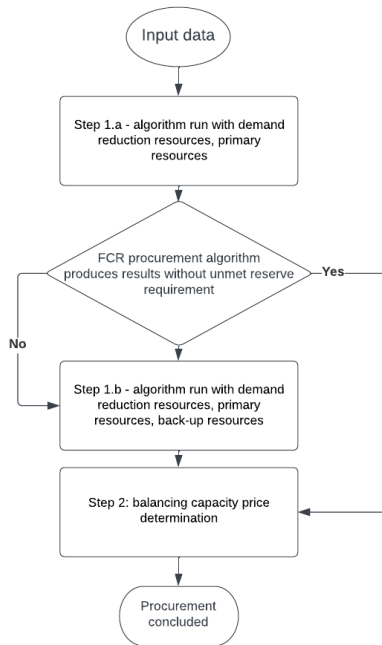 Input data
Step 1.a - algorithm run with demand
reduction resources, primary
resources
FCR procurement algorithm
produces results without unmet reserve
requirement
Yes
No
Step 1.b - algorithm run with demand
reduction resources, primary
resources, back-up resources
Step 2: balancing capacity price
determination
Procurement
concluded